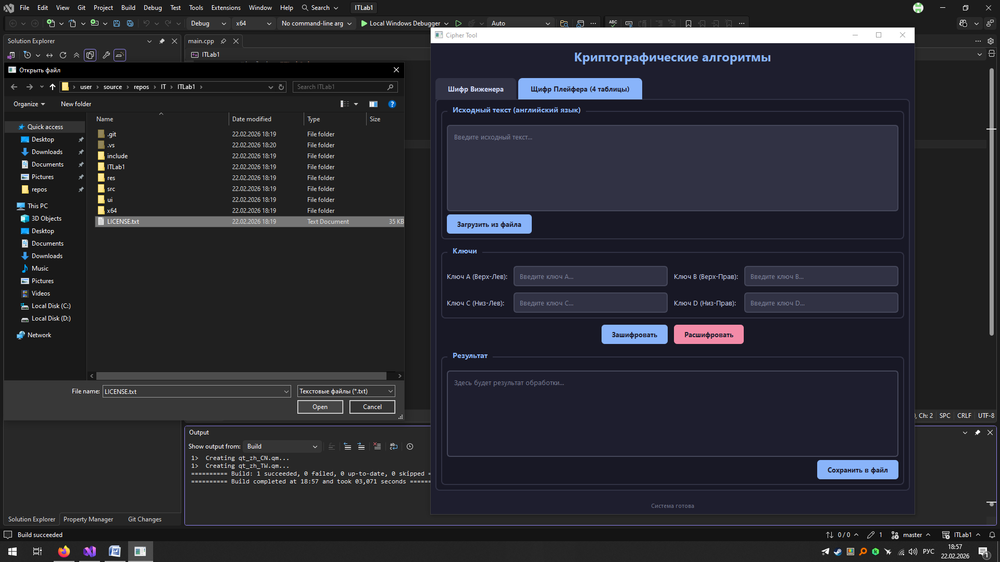 File Edit View Git Project Build Debug Test Tools Extensions Window Help Search ITLab1
Debug x64 No command-line arg Local Windows Debugger Auto
Solution Explorer
main.cpp
ITLab1
Открыть файл
user source repos IT ITLab1
Search ITLab1
Organize New folder
Name Date modified Type Size
Quick access
Desktop
Downloads
Documents
Pictures
repos
This PC
3D Objects
Desktop
Documents
Downloads
Music
Pictures
Videos
Local Disk (C:)
Local Disk (D:)
Network
.git 22.02.2026 18:19 File folder
.vs 22.02.2026 18:20 File folder
include 22.02.2026 18:19 File folder
ITLab1 22.02.2026 18:19 File folder
res 22.02.2026 18:19 File folder
src 22.02.2026 18:19 File folder
ui 22.02.2026 18:19 File folder
x64 22.02.2026 18:19 File folder
LICENSE.txt 22.02.2026 18:19 Text Document 35 KB
File name: LICENSE.txt Текстовые файлы (*.txt)
Open Cancel
Cipher Tool
Криптографические алгоритмы
Шифр Виженера Щифр Плейфера (4 таблицы)
Исходный текст (английский язык)
Введите исходный текст...
Загрузить из файла
Ключи
Ключ A (Верх-Лев): Введите ключ A... Ключ B (Верх-Прав): Введите ключ B...
Ключ C (Низ-Лев): Введите ключ C... Ключ D (Низ-Прав): Введите ключ D...
Зашифровать Расшифровать
Результат
Здесь будет результат обработки...
Сохранить в файл
Система готова
Ch: 2 SPC CRLF UTF-8
Output
Show output from: Build
1> Creating qt_zh_CN.qm...
1> Creating qt_zh_TW.qm...
========== Build: 1 succeeded, 0 failed, 0 up-to-date, 0 skipped =
========== Build completed at 18:57 and took 03,071 seconds ======
Solution Explorer Property Manager Git Changes
Build succeeded
0 / 0 1 master ITLab1
РУС
18:57
22.02.2026
1